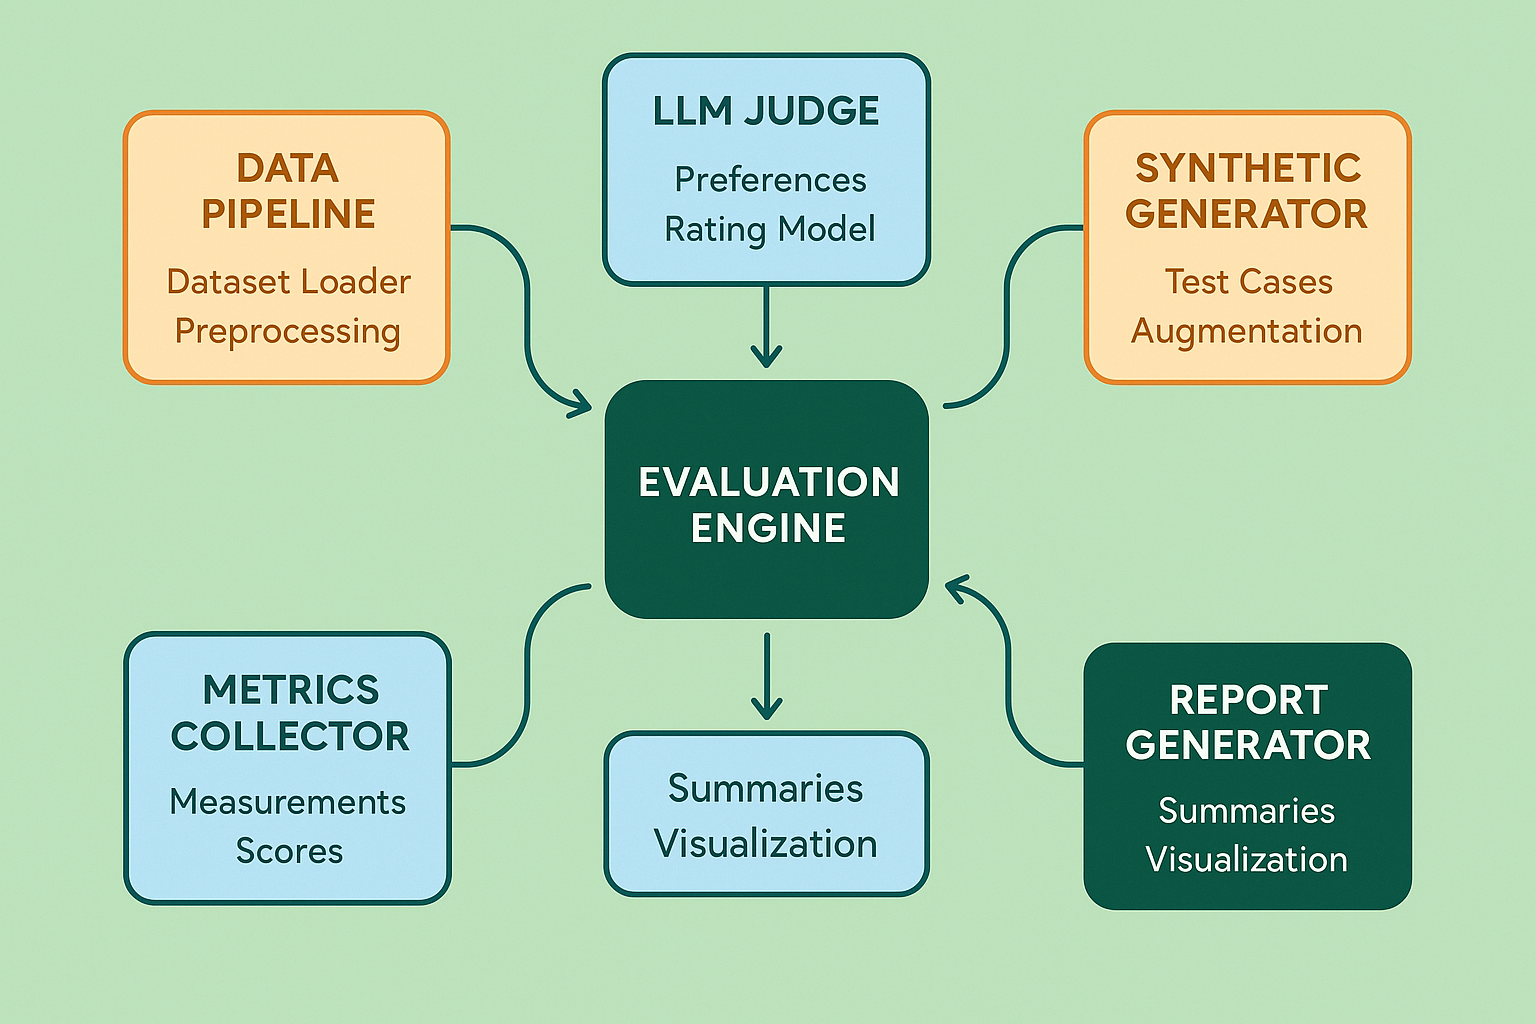 LLM JUDGE
Preferences
Rating Model
DATA
PIPELINE
Dataset Loader
Preprocessing
SYNTHETIC
GENERATOR
Test Cases
Augmentation
EVALUATION
ENGINE
METRICS
COLLECTOR
Measurements
Scores
Summaries
Visualization
REPORT
GENERATOR
Summaries
Visualization